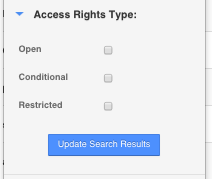 Access Rights Type:
Open
Conditional
Restricted
Update Search Results